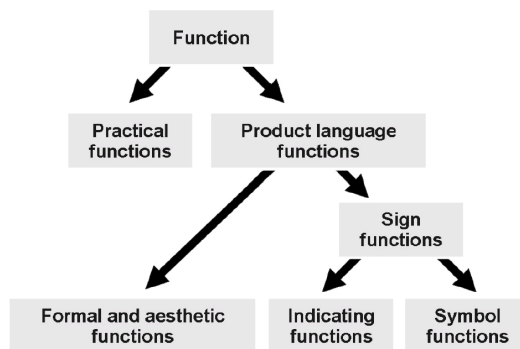 Function
Practical
functions
Product language
functions
Sign
functions
Formal and aesthetic
functions
Indicating
functions
Symbol
functions